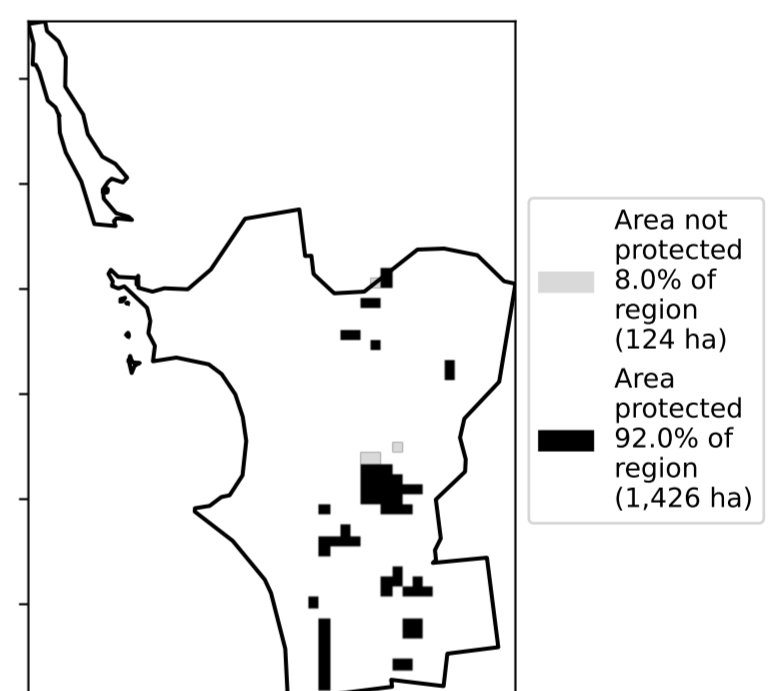 Area not
protected
8.0% of
region
(124 ha)
Area
protected
92.0% of
region
(1,426 ha)